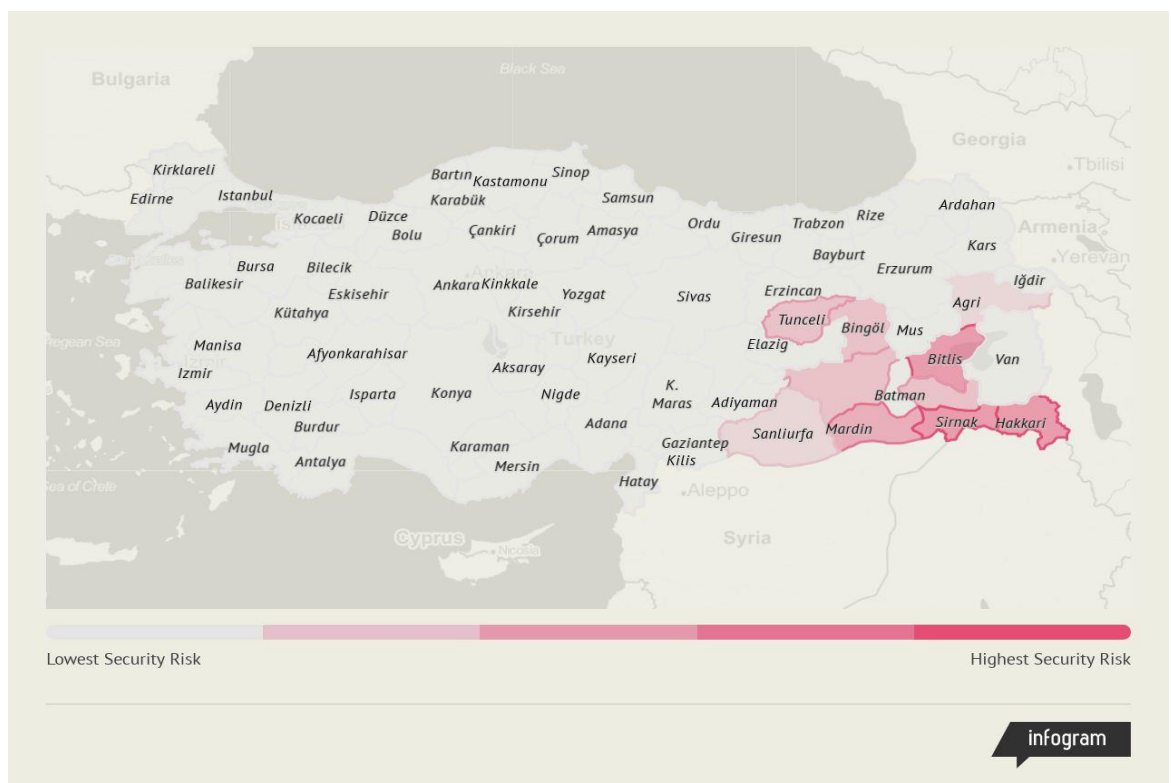 Bulgaria
Black Sea
Georgia
Tbilisi
Kirklareli
Edirne
Istanbul
Kocaeli
Düzce
Bolu
Bartın
Kastamonu
Karabük
Sinop
Samsun
Çankiri
Çorum
Amasya
Ordu
Giresun
Trabzon
Rize
Bayburt
Erzurum
Ardahan
Kars
Armenia
Yerevan
Iğdir
Agri
Bursa
Bilecik
Balikesir
Eskisehir
Kütahya
Ankara
Ankara
Kinkkale
Kirsehir
Yozgat
Sivas
Erzincan
Tunceli
Bingöl
Mus
Elazig
Bitlis
Van
Turkey
Aegean Sea
Manisa
Izmir
Izmir
Afyonkarahisar
Aksaray
Kayseri
Aydin
Denizli
Isparta
Burdur
Konya
Nigde
K.
Maras
Adiyaman
Batman
Mugla
Antalya
Karaman
Mersin
Adana
Gaziantep
Kilis
Sanliurfa
Mardin
Sirnak
Hakkari
Hatay
Aleppo
Sea of Crete
Cyprus
Nicosia
Syria
Lowest Security Risk
Highest Security Risk
infogram